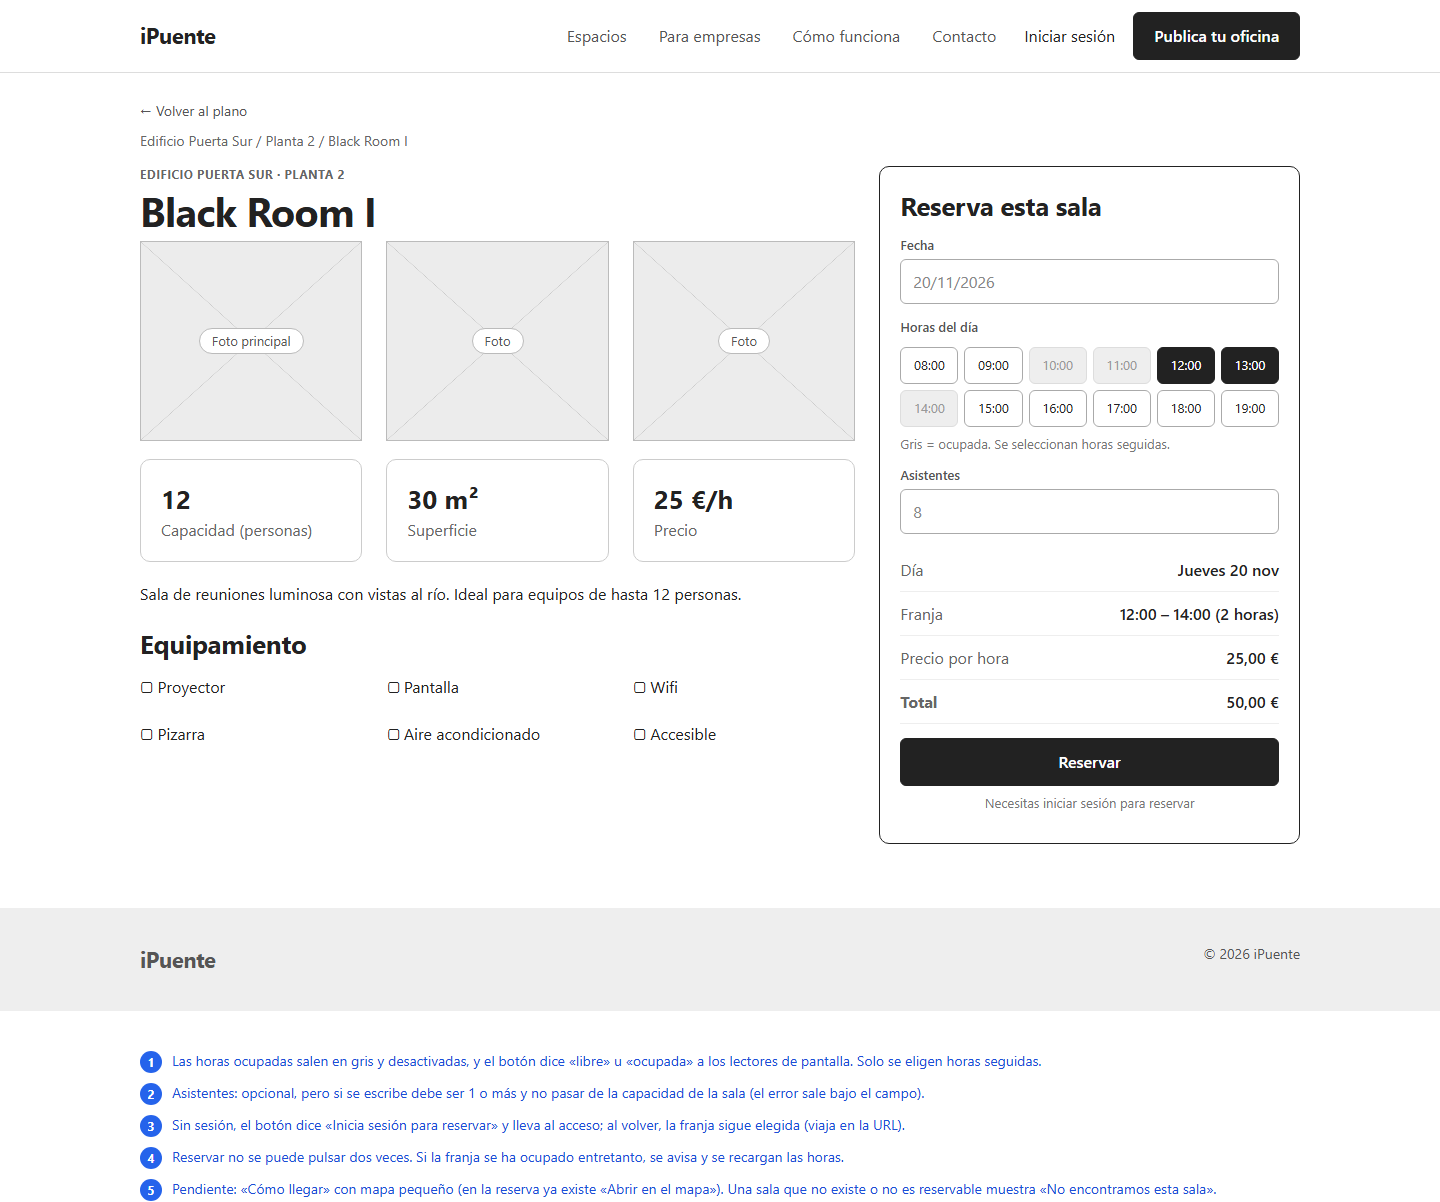 iPuente
Espacios
Para empresas
Cómo funciona
Contacto
Iniciar sesión
Publica tu oficina
← Volver al plano
Edificio Puerta Sur / Planta 2 / Black Room I
EDIFICIO PUERTA SUR · PLANTA 2
Black Room I
Foto principal
Foto
Foto
12
Capacidad (personas)
30 m²
Superficie
25 €/h
Precio
Sala de reuniones luminosa con vistas al río. Ideal para equipos de hasta 12 personas.
Equipamiento
▢ Proyector
▢ Pantalla
▢ Wifi
▢ Pizarra
▢ Aire acondicionado
▢ Accesible
Reserva esta sala
Fecha
20/11/2026
Horas del día
08:00 09:00 10:00 11:00 12:00 13:00
14:00 15:00 16:00 17:00 18:00 19:00
Gris = ocupada. Se seleccionan horas seguidas.
Asistentes
8
Día Jueves 20 nov
Franja 12:00 – 14:00 (2 horas)
Precio por hora 25,00 €
Total 50,00 €
Reservar
Necesitas iniciar sesión para reservar
iPuente
© 2026 iPuente
1 Las horas ocupadas salen en gris y desactivadas, y el botón dice «libre» u «ocupada» a los lectores de pantalla. Solo se eligen horas seguidas.
2 Asistentes: opcional, pero si se escribe debe ser 1 o más y no pasar de la capacidad de la sala (el error sale bajo el campo).
3 Sin sesión, el botón dice «Inicia sesión para reservar» y lleva al acceso; al volver, la franja sigue elegida (viaja en la URL).
4 Reservar no se puede pulsar dos veces. Si la franja se ha ocupado entretanto, se avisa y se recargan las horas.
5 Pendiente: «Cómo llegar» con mapa pequeño (en la reserva ya existe «Abrir en el mapa»). Una sala que no existe o no es reservable muestra «No encontramos esta sala».